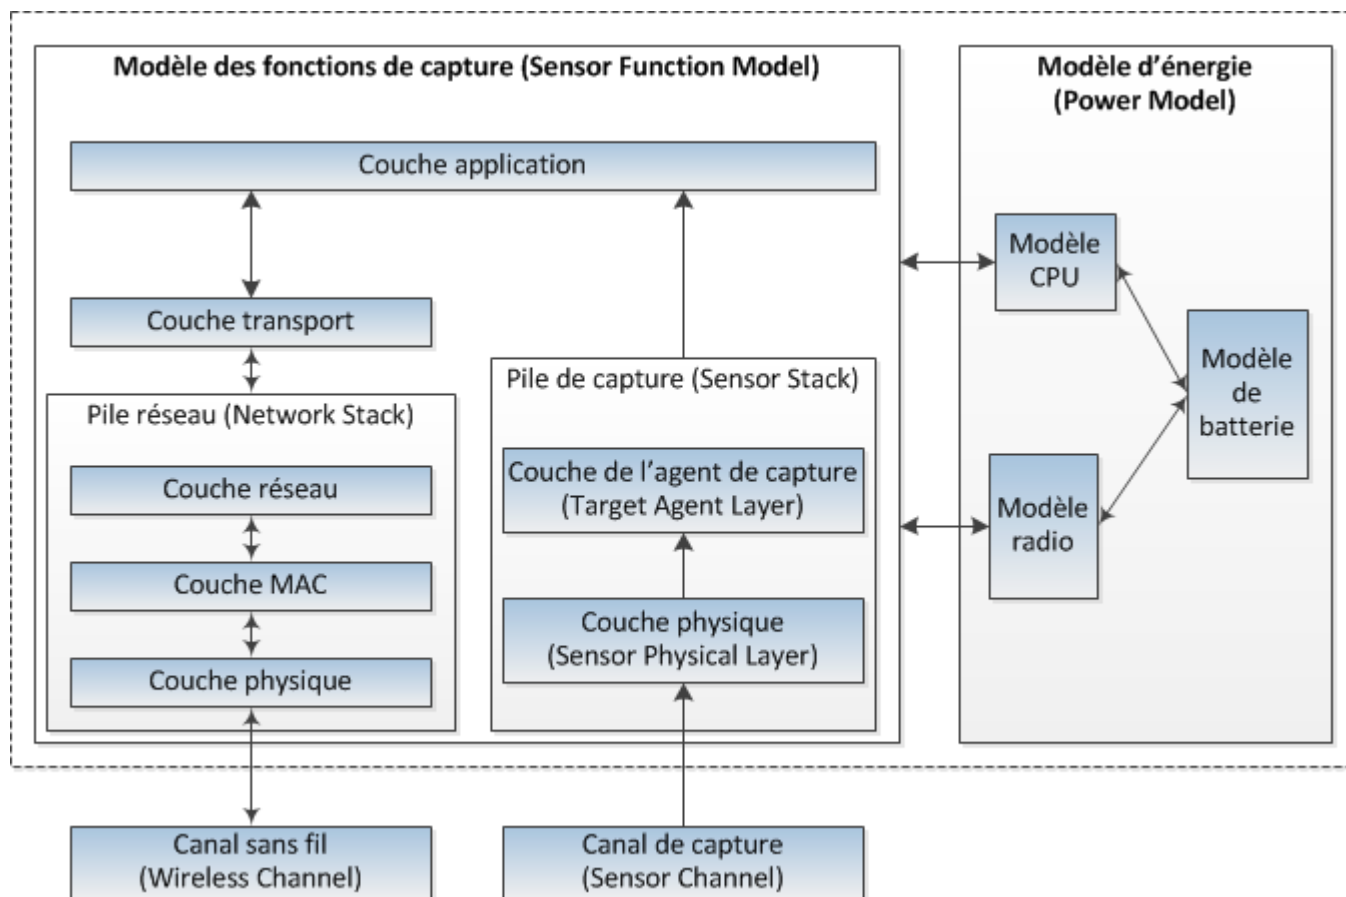 Modèle des fonctions de capture (Sensor Function Model)
Couche application
Couche transport
Pile réseau (Network Stack)
Couche réseau
Couche MAC
Couche physique
Pile de capture (Sensor Stack)
Couche de l'agent de capture
(Target Agent Layer)
Couche physique
(Sensor Physical Layer)
Modèle d'énergie
(Power Model)
Modèle
CPU
Modèle
de
batterie
Modèle
radio
Canal sans fil
(Wireless Channel)
Canal de capture
(Sensor Channel)